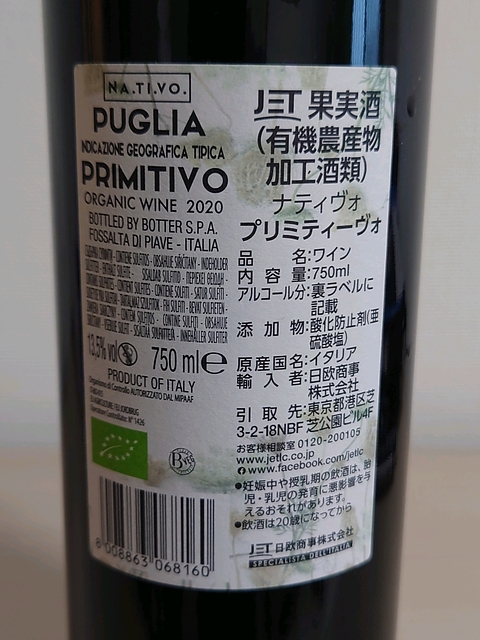 NA.TI.VO.
PUGLIA
INDICAZIONE GEOGRAFICA TIPICA
PRIMITIVO
ORGANIC WINE 2020
BOTTLED BY BOTTER S.P.A.
FOSSALTA DI PIAVE - ITALIA
13,5% vol
750 ml e
PRODUCT OF ITALY
Organismo di Controllo AUTORIZZATO DAL MIPAAF
8 008863 068160
JET 果実酒
(有機農産物
加工酒類)
ナティヴォ
プリミティーヴォ
品名:ワイン
内容量:750ml
アルコール分:裏ラベルに
記載
添加物:酸化防止剤(亜
硫酸塩)
原産国名:イタリア
輸入者:日欧商事
株式会社
引取先:東京都港区芝
3-2-18NBF 芝公園ビル4F
お客様相談室 0120-200105
www.jetlc.co.jp
www.facebook.com/jetlc
●妊娠中や授乳期の飲酒は、胎
児・乳児の発育に悪影響を与
えるおそれがあります。
●飲酒は20歳になってから
JET 日欧商事株式会社
SPECIALISTA DELL'ITALIA